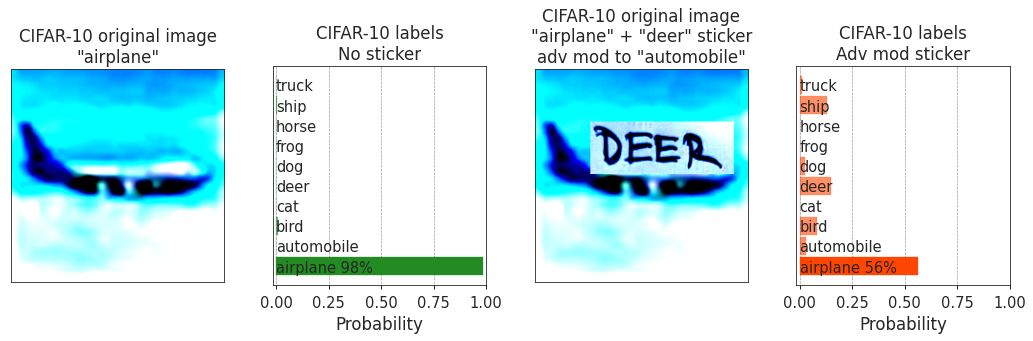 CIFAR-10 original image
"airplane"
CIFAR-10 labels
No sticker
truck
ship
horse
frog
dog
deer
cat
bird
automobile
airplane 98%
0.00 0.25 0.50 0.75 1.00
Probability
CIFAR-10 original image
"airplane" + "deer" sticker
adv mod to "automobile"
DEER
CIFAR-10 labels
Adv mod sticker
truck
ship
horse
frog
dog
deer
cat
bird
automobile
airplane 56%
0.00 0.25 0.50 0.75 1.00
Probability